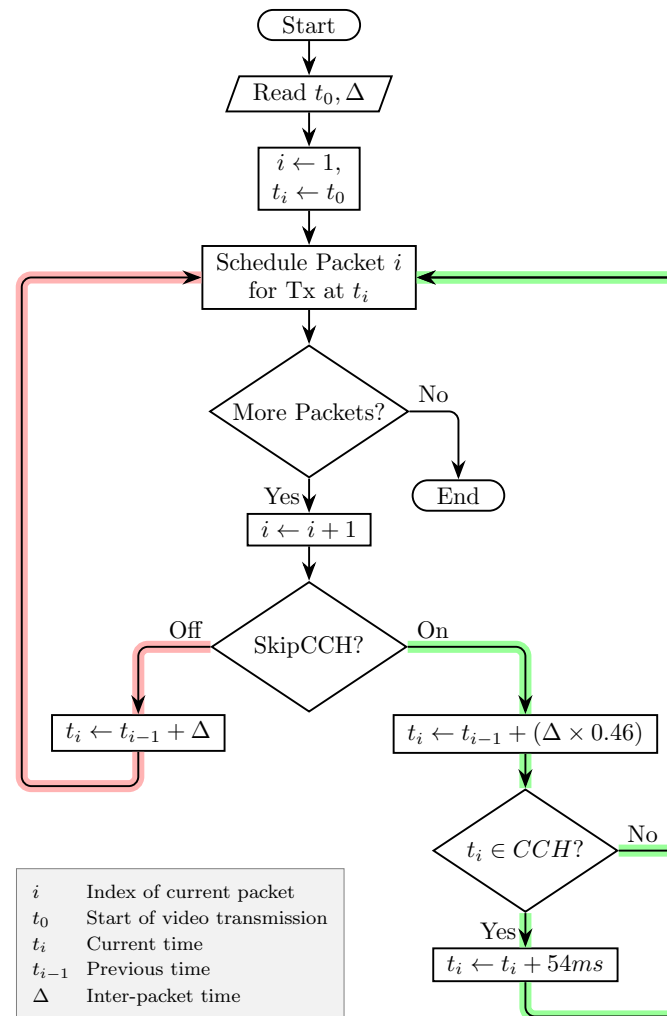 Start
Read t₀, Δ
i ← 1,
tᵢ ← t₀
Schedule Packet i
for Tx at tᵢ
More Packets?
No
End
Yes
i ← i + 1
SkipCCH?
Off
On
tᵢ ← tᵢ₋₁ + Δ
tᵢ ← tᵢ₋₁ + (Δ × 0.46)
tᵢ ∈ CCH?
No
Yes
tᵢ ← tᵢ + 54ms
i Index of current packet
t₀ Start of video transmission
tᵢ Current time
tᵢ₋₁ Previous time
Δ Inter-packet time